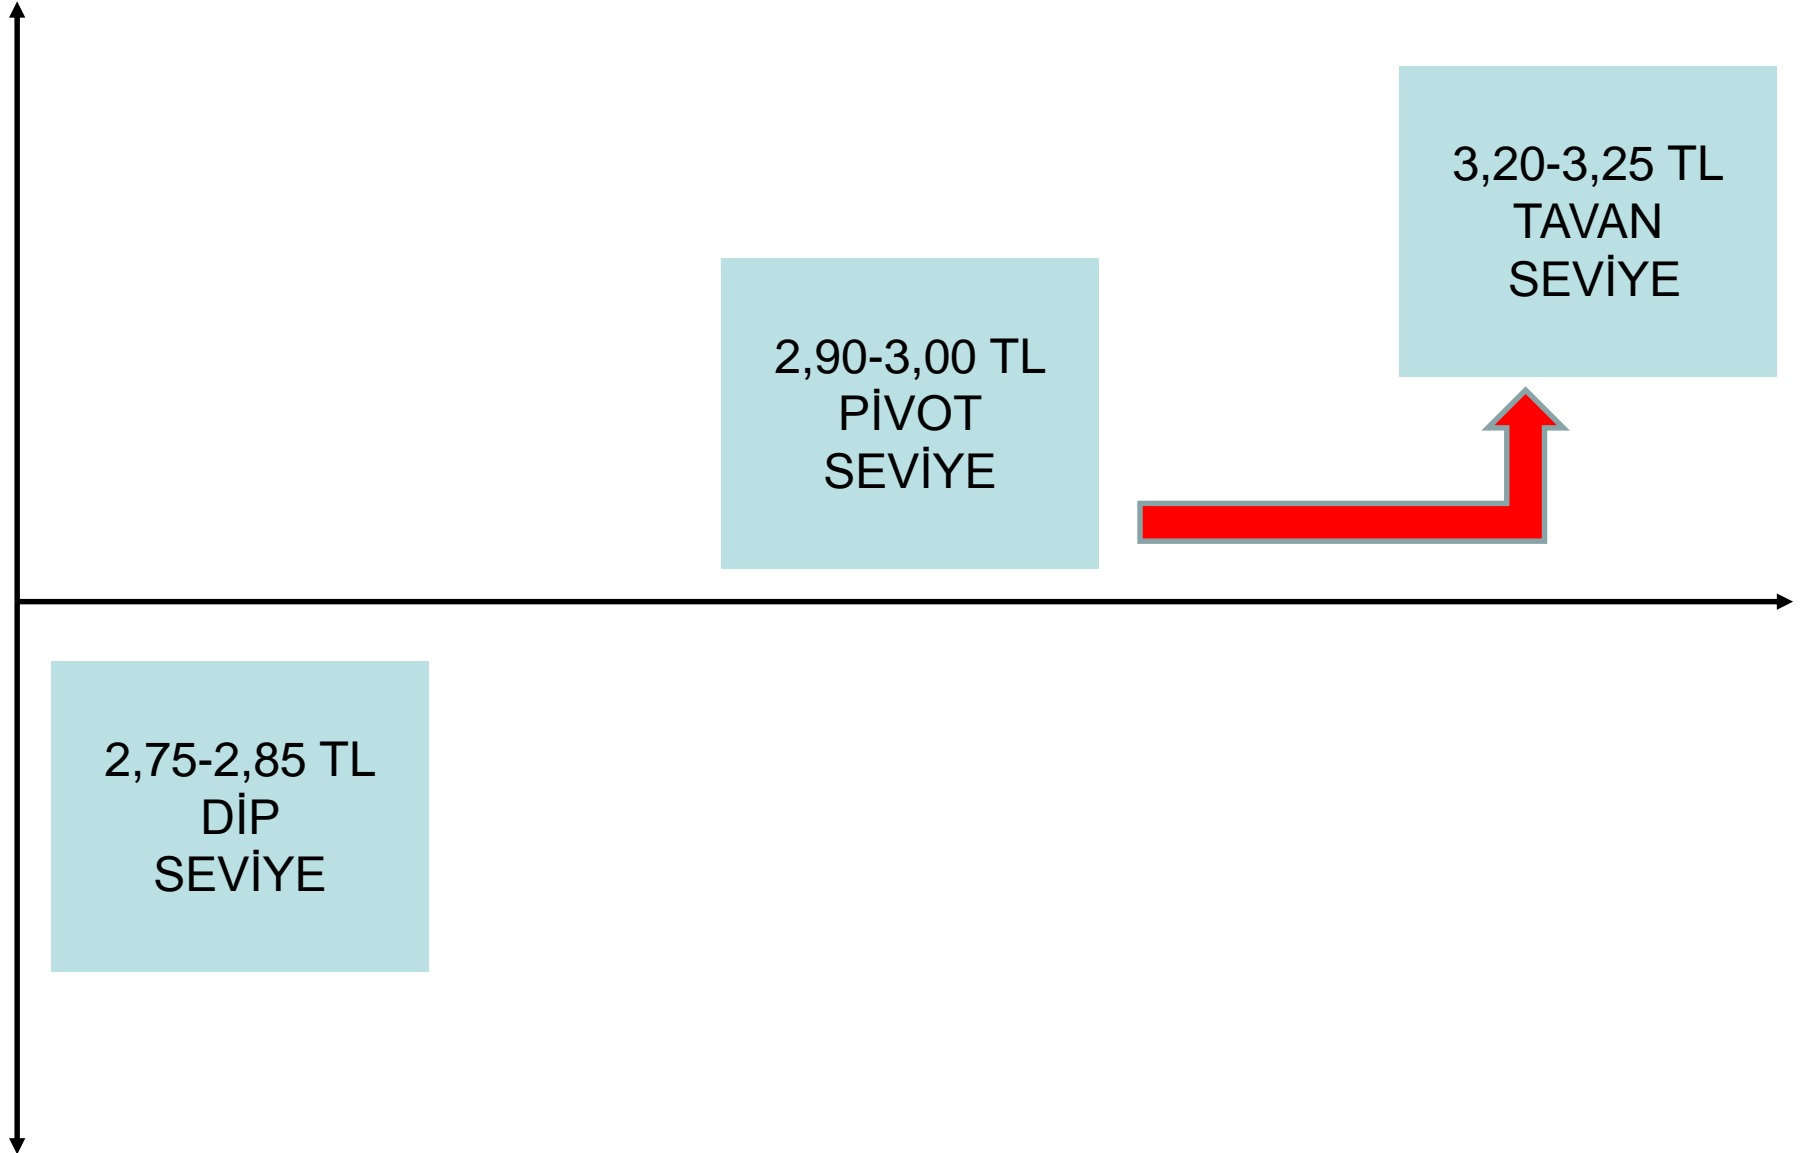 3,20-3,25 TL
TAVAN
SEVİYE
2,90-3,00 TL
PİVOT
SEVİYE
2,75-2,85 TL
DİP
SEVİYE